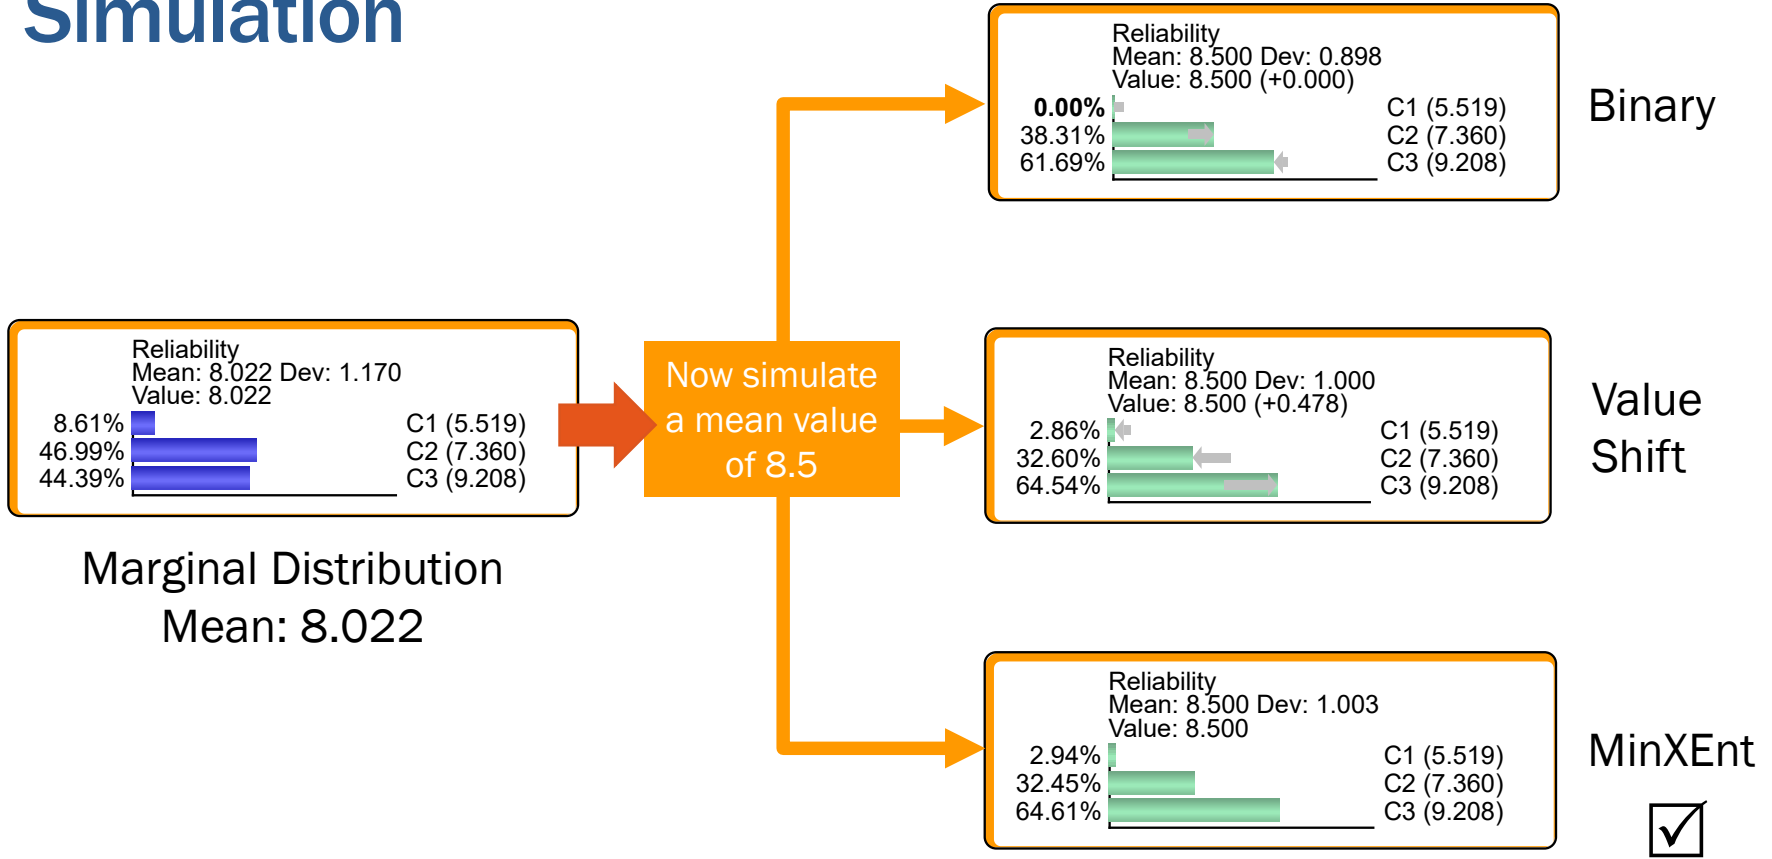 Simulation
Reliability
Mean: 8.500 Dev: 0.898
Value: 8.500 (+0.000)
0.00% C1 (5.519)
38.31% C2 (7.360)
61.69% C3 (9.208)
Binary
Reliability
Mean: 8.022 Dev: 1.170
Value: 8.022
8.61% C1 (5.519)
46.99% C2 (7.360)
44.39% C3 (9.208)
Marginal Distribution
Mean: 8.022
Now simulate
a mean value
of 8.5
Reliability
Mean: 8.500 Dev: 1.000
Value: 8.500 (+0.478)
2.86% C1 (5.519)
32.60% C2 (7.360)
64.54% C3 (9.208)
Value
Shift
Reliability
Mean: 8.500 Dev: 1.003
Value: 8.500
2.94% C1 (5.519)
32.45% C2 (7.360)
64.61% C3 (9.208)
MinXEnt